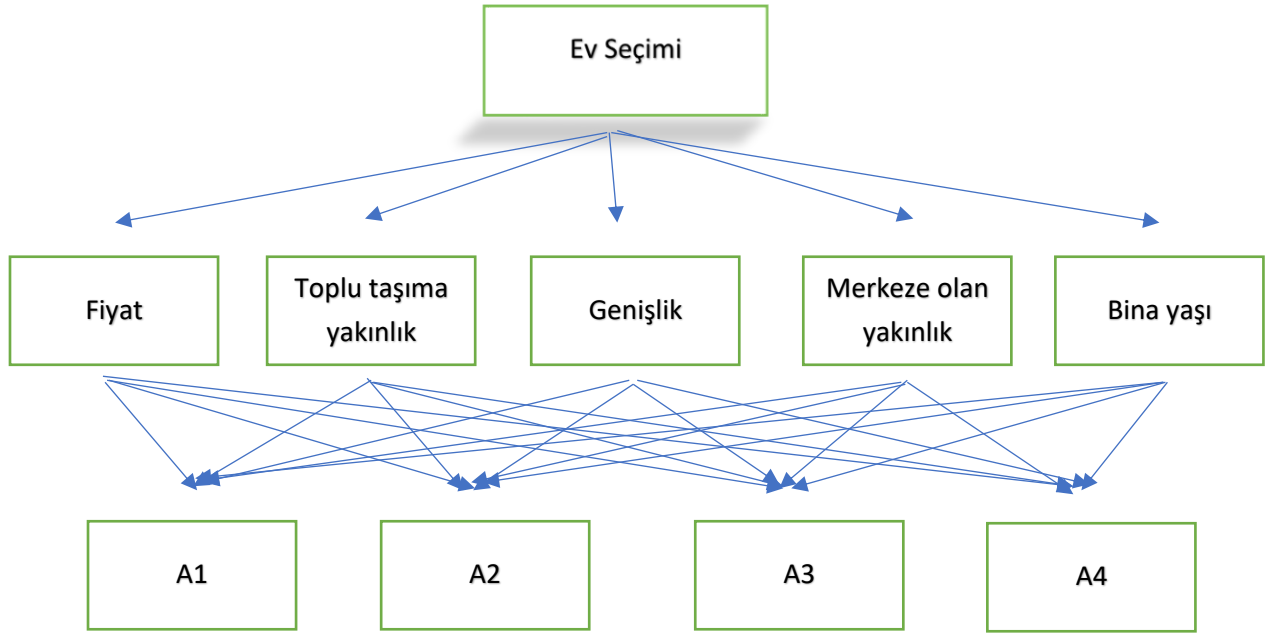 Ev Seçimi
Fiyat
Toplu taşıma
yakınlık
Genişlik
Merkeze olan
yakınlık
Bina yaşı
A1
A2
A3
A4